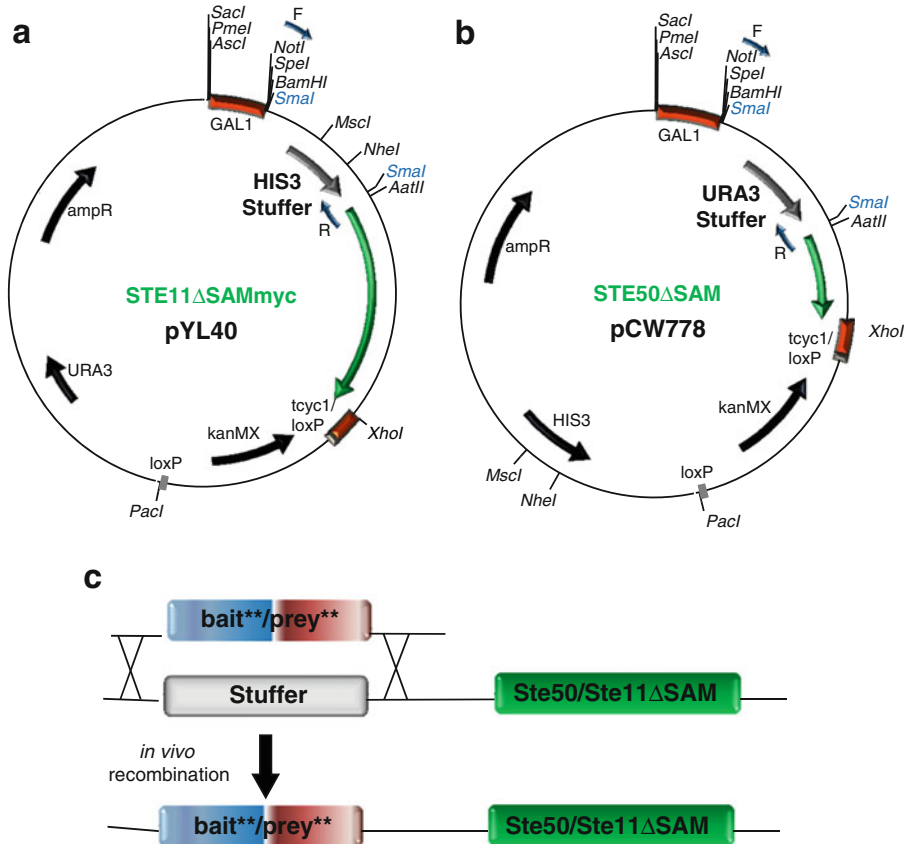 a
SacI
PmeI
AscI
F
NotI
SpeI
BamHI
SmaI
GAL1
MscI
NheI
SmaI
AatII
HIS3
Stuffer
R
ampR
STE11ΔSAMmyc
pYL40
URA3
tcyc1/
loxP
kanMX
XhoI
loxP
PacI
b
SacI
PmeI
AscI
F
NotI
SpeI
BamHI
SmaI
GAL1
URA3
Stuffer
SmaI
AatII
R
ampR
STE50ΔSAM
pCW778
tcyc1/
loxP
XhoI
kanMX
HIS3
MscI
NheI
loxP
PacI
c
bait**/prey**
Stuffer
Ste50/Ste11ΔSAM
in vivo
recombination
bait**/prey**
Ste50/Ste11ΔSAM